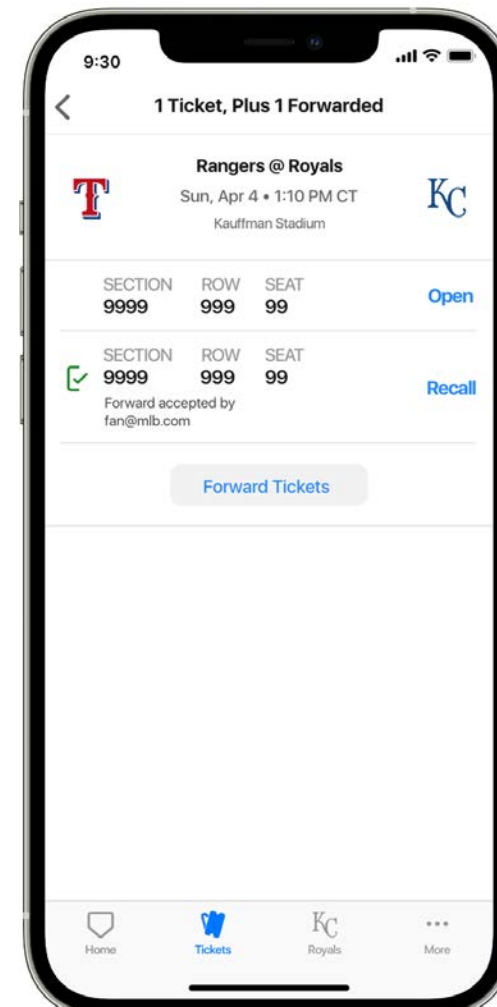 9:30
1 Ticket, Plus 1 Forwarded
Rangers @ Royals
T
Sun, Apr 4 • 1:10 PM CT
KC
Kauffman Stadium
SECTION ROW SEAT
9999 999 99
Open
SECTION ROW SEAT
9999 999 99
Recall
Forward accepted by
fan@mlb.com
Forward Tickets
KC
Home Tickets Royals More